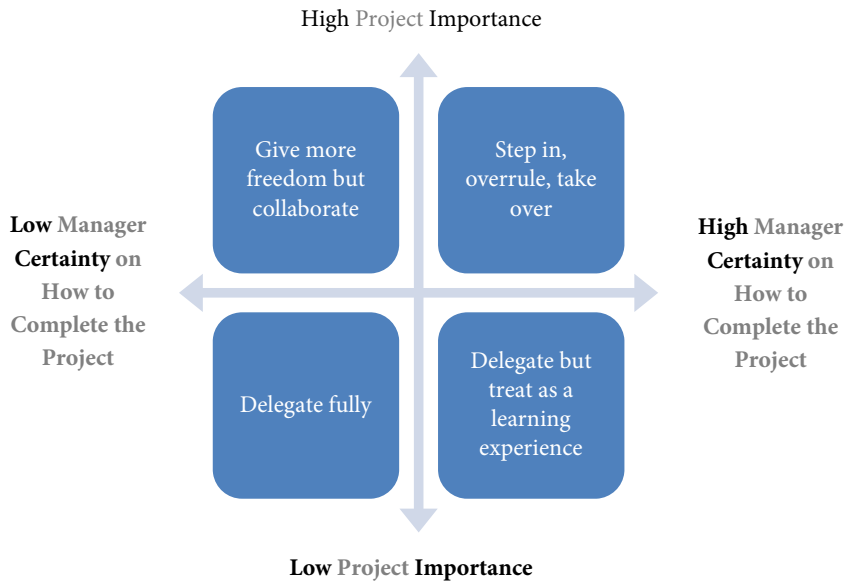 High Project Importance
Give more
freedom but
collaborate
Step in,
overrule, take
over
Low Manager
Certainty on
How to
Complete the
Project
High Manager
Certainty on
How to
Complete the
Project
Delegate fully
Delegate but
treat as a
learning
experience
Low Project Importance